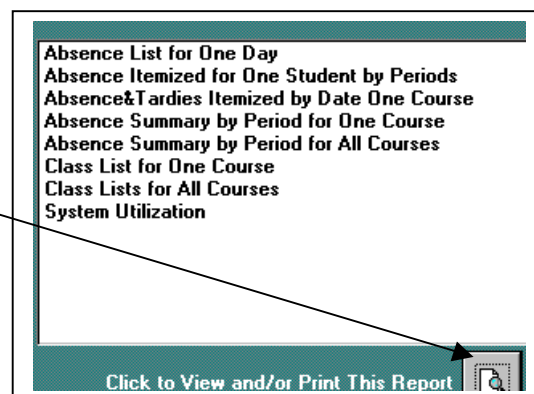 Absence List for One Day
Absence Itemized for One Student by Periods
Absence&Tardies Itemized by Date One Course
Absence Summary by Period for One Course
Absence Summary by Period for All Courses
Class List for One Course
Class Lists for All Courses
System Utilization
Click to View and/or Print This Report